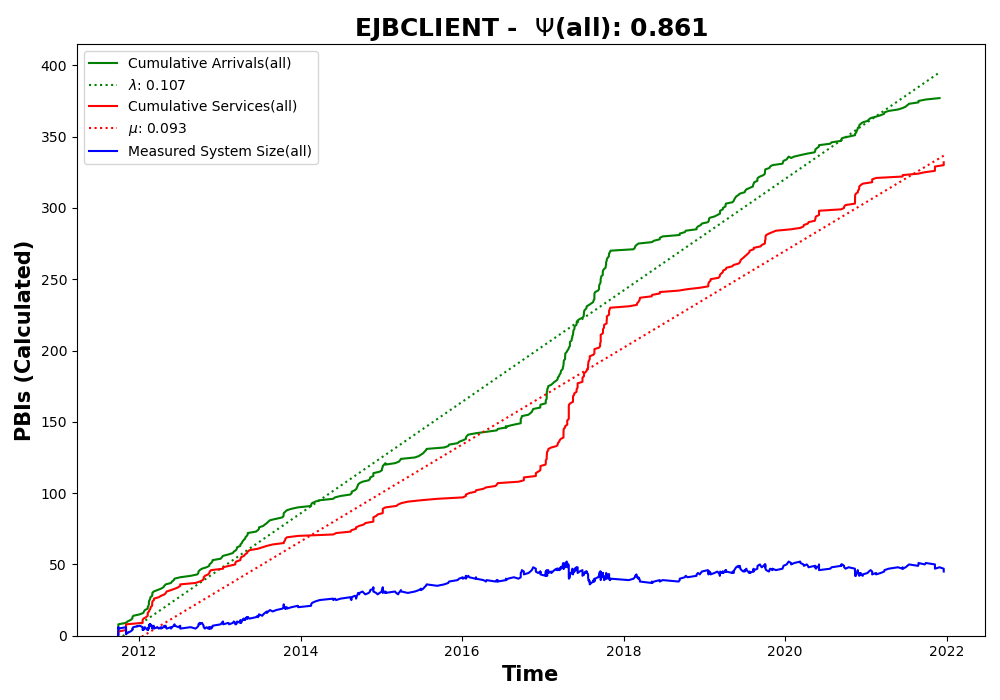 EJBCLIENT - Ψ(all): 0.861
Cumulative Arrivals(all)
λ: 0.107
Cumulative Services(all)
μ: 0.093
Measured System Size(all)
PBIs (Calculated)
400
350
300
250
200
150
100
50
0
2012 2014 2016 2018 2020 2022
Time